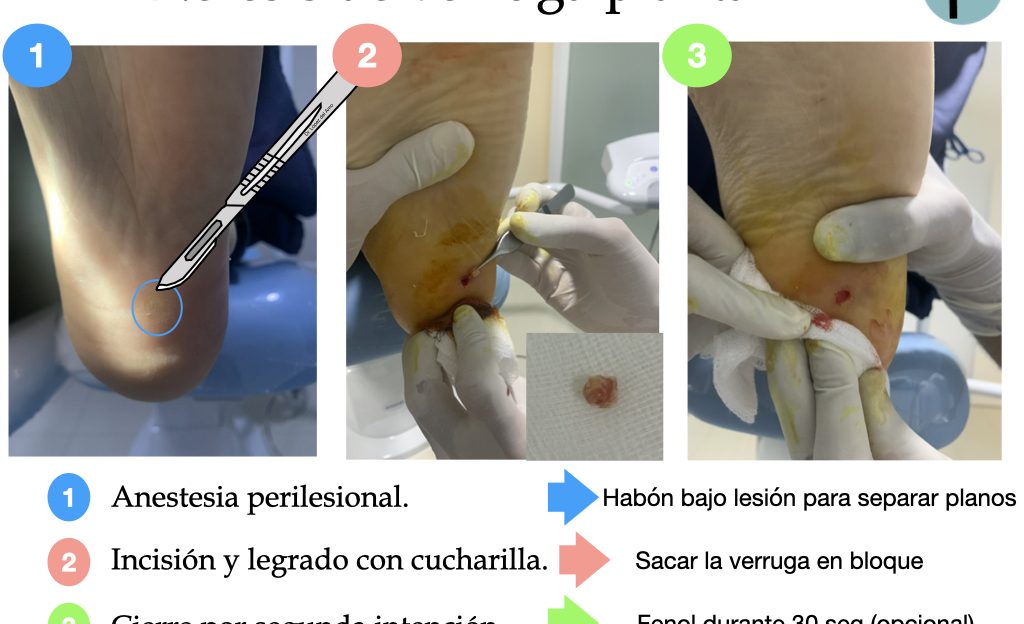 1
2
3
1 Anestesia perilesional. Habón bajo lesión para separar planos
2 Incisión y legrado con cucharilla. Sacar la verruga en bloque
Cierre por segunda intención Fenol durante 30 seg (opcional)